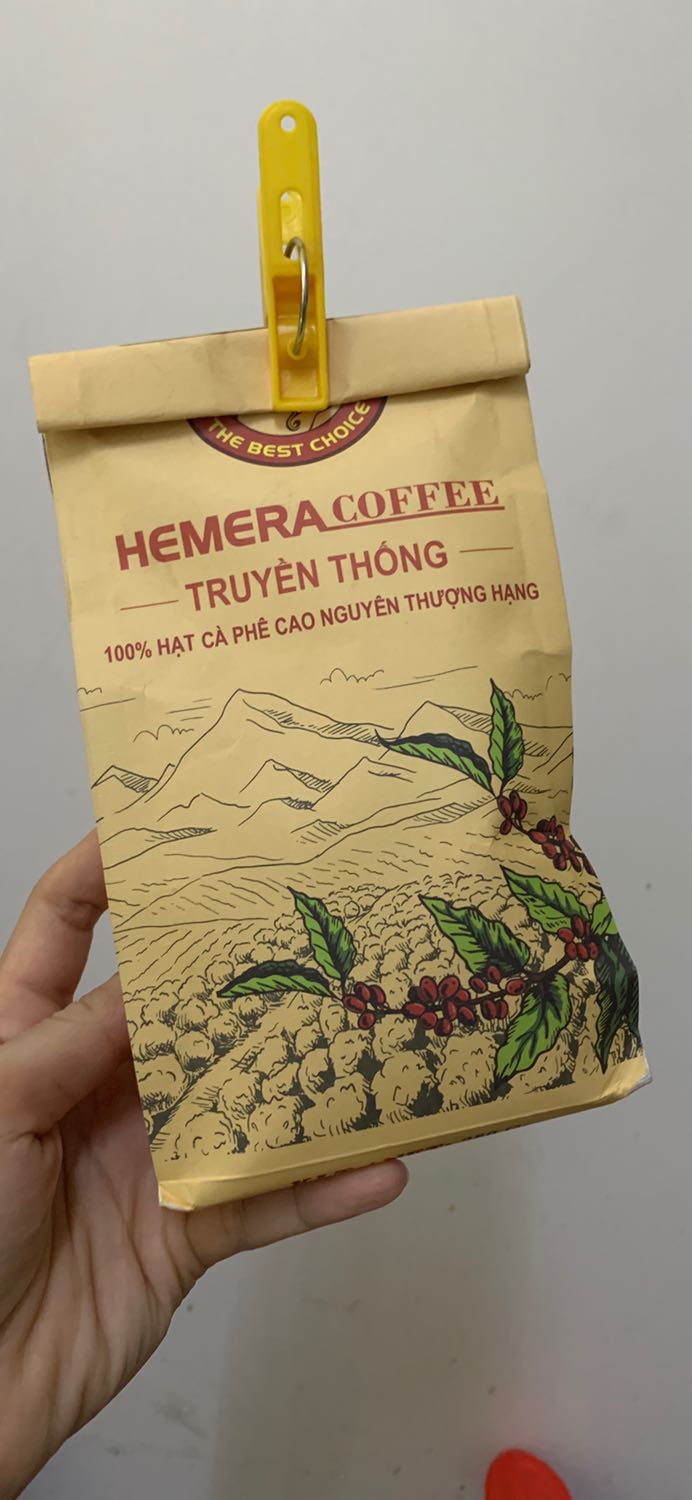 THE BEST CHOICE
HEMERA COFFEE
TRUYỀN THỐNG
100% HẠT CÀ PHÊ CAO NGUYÊN THƯỢNG HẠNG